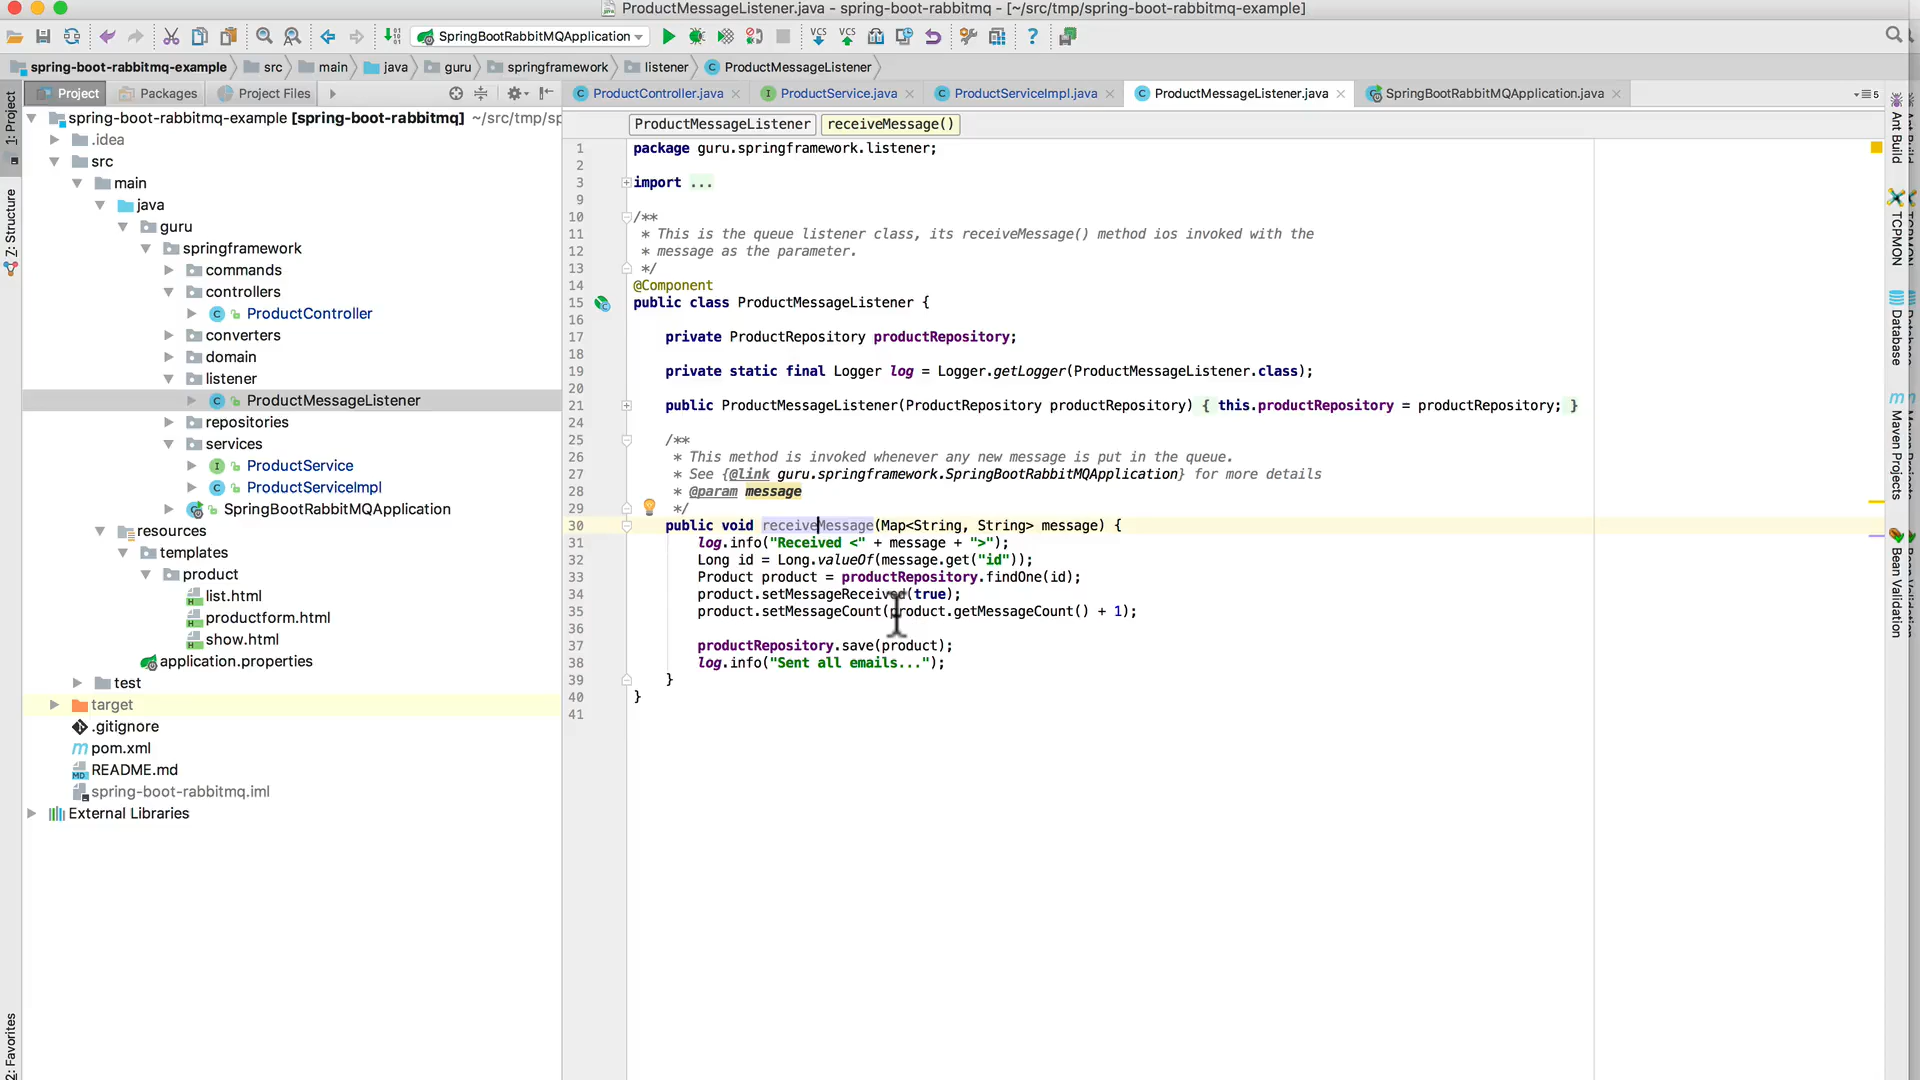 ProductMessageListener.java - spring-boot-rabbitmq - [~/src/tmp/spring-boot-rabbitmq-example]
SpringBootRabbitMQApplication
VCS VCS
spring-boot-rabbitmq-example src main java guru springframework listener ProductMessageListener
Project Packages Project Files
ProductController.java ProductService.java ProductServiceImpl.java ProductMessageListener.java SpringBootRabbitMQApplication.java 5
1: Project
Z: Structure
2: Favorites
spring-boot-rabbitmq-example [spring-boot-rabbitmq] ~/src/tmp/sp
.idea
src
main
java
guru
springframework
commands
controllers
ProductController
converters
domain
listener
ProductMessageListener
repositories
services
ProductService
ProductServiceImpl
SpringBootRabbitMQApplication
resources
templates
product
list.html
productform.html
show.html
application.properties
test
target
.gitignore
pom.xml
README.md
spring-boot-rabbitmq.iml
External Libraries
ProductMessageListener receiveMessage()
1 package guru.springframework.listener;
2
3 import ...
9
10 /**
11 * This is the queue listener class, its receiveMessage() method ios invoked with the
12 * message as the parameter.
13 */
14 @Component
15 public class ProductMessageListener {
16
17 private ProductRepository productRepository;
18
19 private static final Logger log = Logger.getLogger(ProductMessageListener.class);
20
21 public ProductMessageListener(ProductRepository productRepository) { this.productRepository = productRepository; }
24
25 /**
26 * This method is invoked whenever any new message is put in the queue.
27 * See {@link guru.springframework.SpringBootRabbitMQApplication} for more details
28 * @param message
29 */
30 public void receiveMessage(Map<String, String> message) {
31 log.info("Received <" + message + ">");
32 Long id = Long.valueOf(message.get("id"));
33 Product product = productRepository.findOne(id);
34 product.setMessageReceived(true);
35 product.setMessageCount(product.getMessageCount() + 1);
36
37 productRepository.save(product);
38 log.info("Sent all emails...");
39 }
40 }
41
Ant Build
TCPMON
Database
Maven Projects
Bean Validation